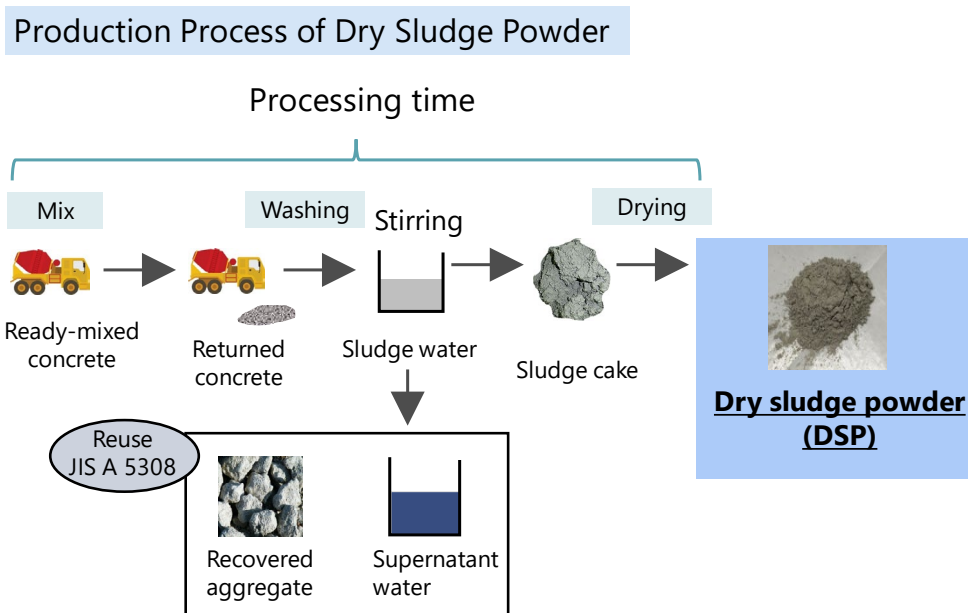 Production Process of Dry Sludge Powder
Processing time
Mix
Washing
Stirring
Drying
Ready-mixed
concrete
Returned
concrete
Sludge water
Sludge cake
Dry sludge powder
(DSP)
Reuse
JIS A 5308
Recovered
aggregate
Supernatant
water